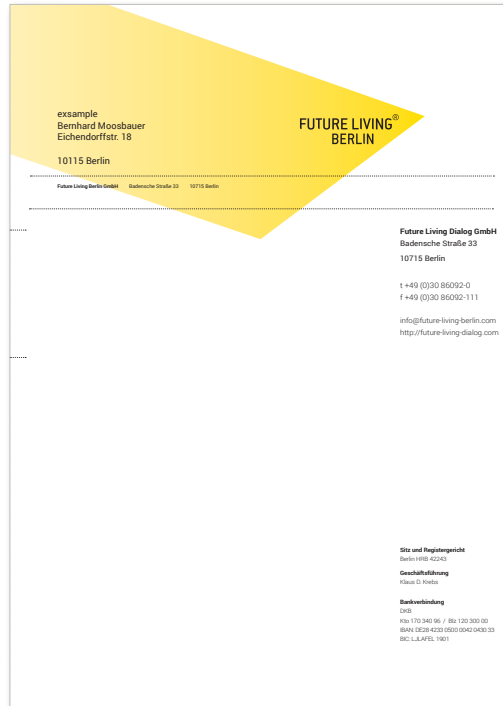 exsample
Bernhard Moosbauer
Eichendorffstr. 18
10115 Berlin
FUTURE LIVING®
BERLIN
Future Living Berlin GmbH Badensche Straße 33 10715 Berlin
Future Living Dialog GmbH
Badensche Straße 33
10715 Berlin
t +49 (0)30 86092-0
f +49 (0)30 86092-111
info@future-living-berlin.com
http://future-living-dialog.com
Sitz und Registergericht
Berlin HRB 42243
Geschäftsführung
Klaus D. Krebs
Bankverbindung
DKB
Kto 170 340 96 / Blz 120 300 00
IBAN: DE28 4233 0500 0042 0430 33
BIC: LJLAFEL 1901